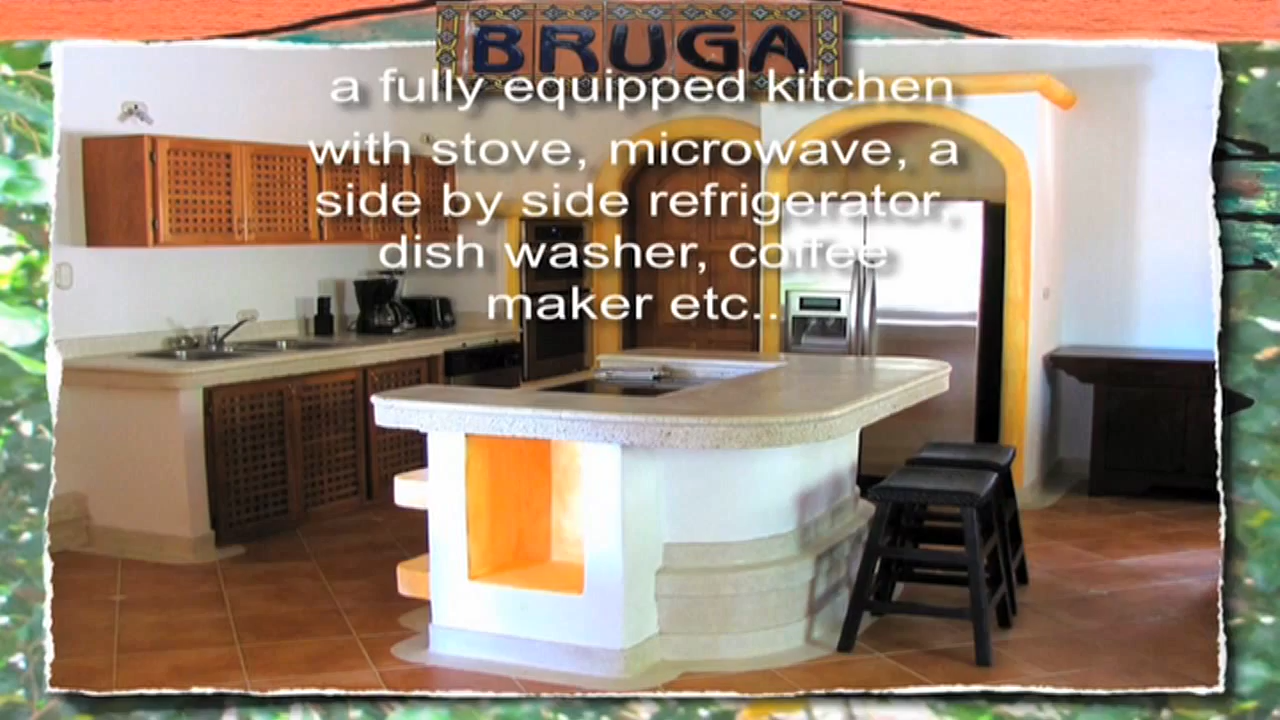 BRUGA
a fully equipped kitchen
with stove, microwave, a
side by side refrigerator,
dish washer, coffee
maker etc..